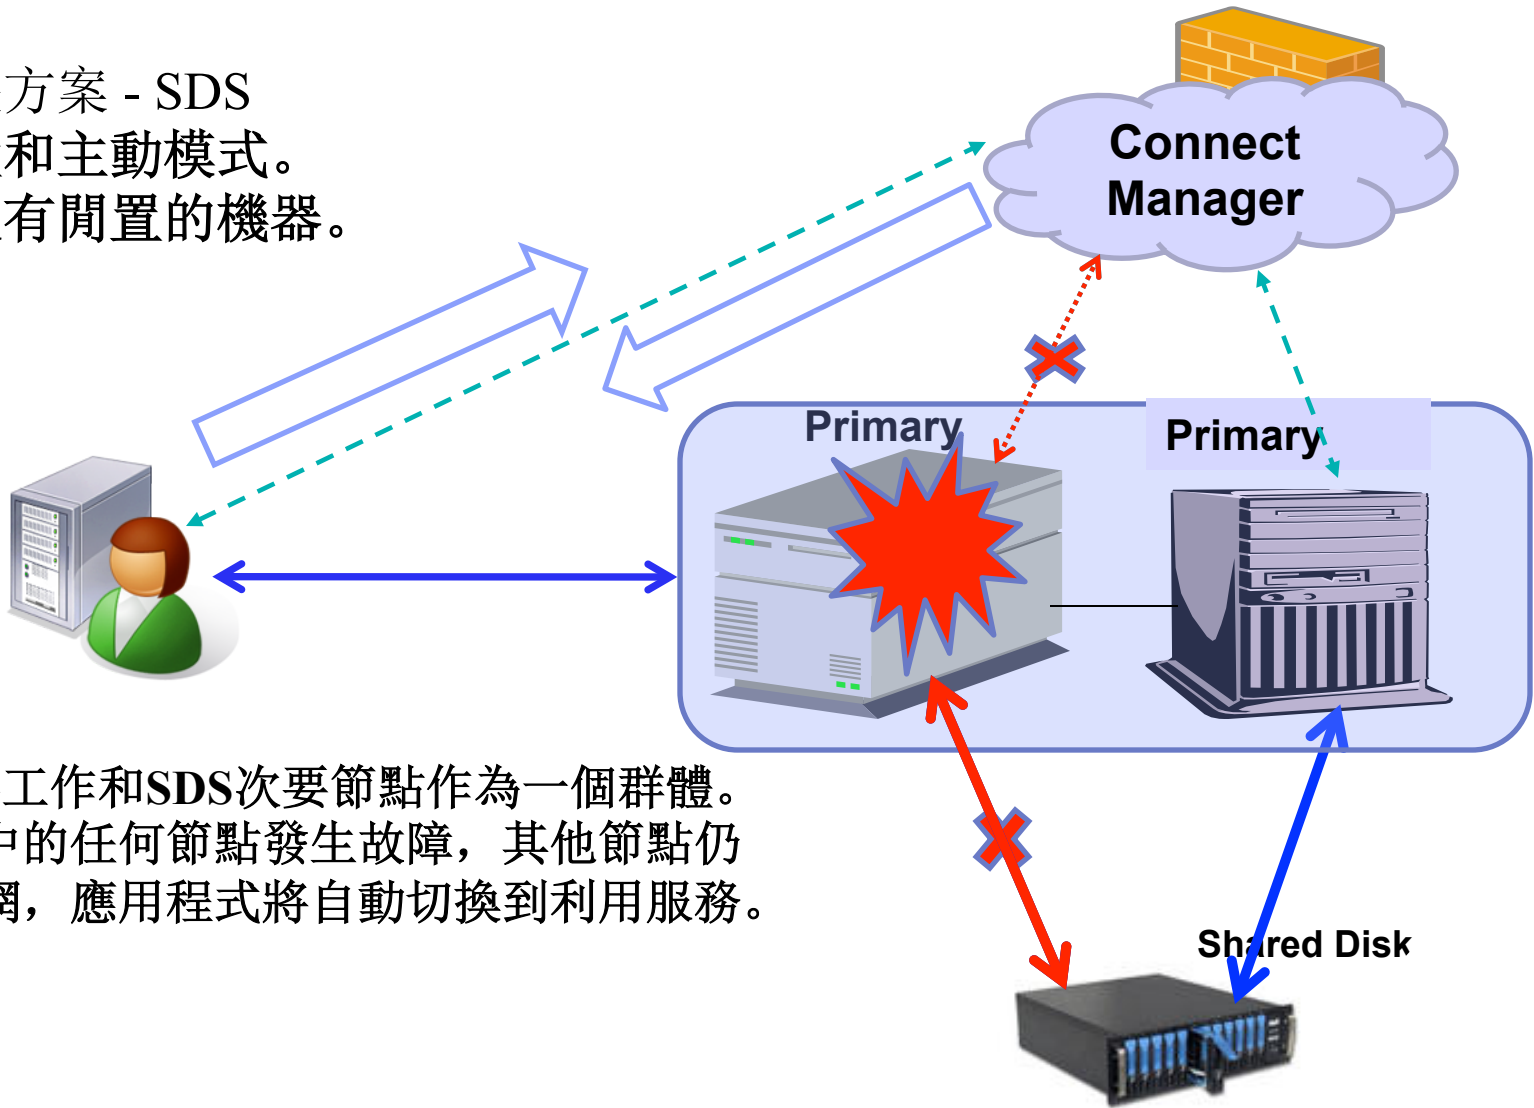 方案 - SDS
和主動模式。
有閒置的機器。
Connect
Manager
Primary
Primary
工作和SDS次要節點作為一個群體。
中的任何節點發生故障，其他節點仍
網，應用程式將自動切換到利用服務。
Shared Disk